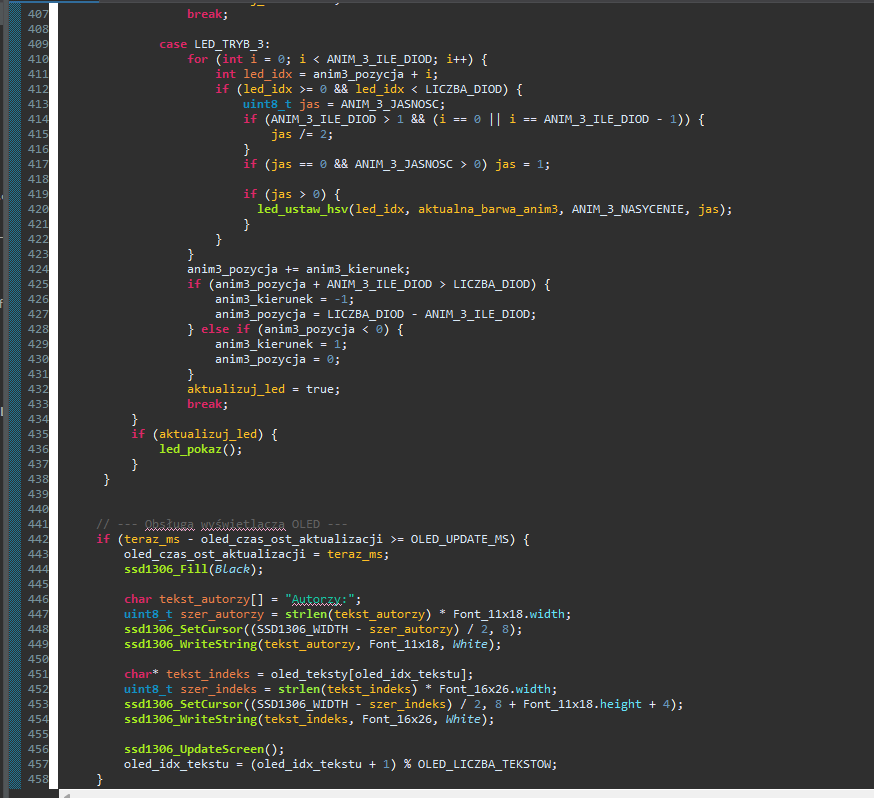 407 break;
408
409 case LED_TRYB_3:
410 for (int i = 0; i < ANIM_3_ILE_DIOD; i++) {
411 int led_idx = anim3_pozycja + i;
412 if (led_idx >= 0 && led_idx < LICZBA_DIOD) {
413 uint8_t jas = ANIM_3_JASNOSC;
414 if (ANIM_3_ILE_DIOD > 1 && (i == 0 || i == ANIM_3_ILE_DIOD - 1)) {
415 jas /= 2;
416 }
417 if (jas == 0 && ANIM_3_JASNOSC > 0) jas = 1;
418
419 if (jas > 0) {
420 led_ustaw_hsv(led_idx, aktualna_barwa_anim3, ANIM_3_NASYCENIE, jas);
421 }
422 }
423 }
424 anim3_pozycja += anim3_kierunek;
425 if (anim3_pozycja + ANIM_3_ILE_DIOD > LICZBA_DIOD) {
426 anim3_kierunek = -1;
427 anim3_pozycja = LICZBA_DIOD - ANIM_3_ILE_DIOD;
428 } else if (anim3_pozycja < 0) {
429 anim3_kierunek = 1;
430 anim3_pozycja = 0;
431 }
432 aktualizuj_led = true;
433 break;
434 }
435 if (aktualizuj_led) {
436 led_pokaz();
437 }
438 }
439
440
441 // --- Obsługa wyświetlacza OLED ---
442 if (teraz_ms - oled_czas_ost_aktualizacji >= OLED_UPDATE_MS) {
443 oled_czas_ost_aktualizacji = teraz_ms;
444 ssd1306_Fill(Black);
445
446 char tekst_autorzy[] = "Autorzy:";
447 uint8_t szer_autorzy = strlen(tekst_autorzy) * Font_11x18.width;
448 ssd1306_SetCursor((SSD1306_WIDTH - szer_autorzy) / 2, 8);
449 ssd1306_WriteString(tekst_autorzy, Font_11x18, White);
450
451 char* tekst_indeks = oled_teksty[oled_idx_tekstu];
452 uint8_t szer_indeks = strlen(tekst_indeks) * Font_16x26.width;
453 ssd1306_SetCursor((SSD1306_WIDTH - szer_indeks) / 2, 8 + Font_11x18.height + 4);
454 ssd1306_WriteString(tekst_indeks, Font_16x26, White);
455
456 ssd1306_UpdateScreen();
457 oled_idx_tekstu = (oled_idx_tekstu + 1) % OLED_LICZBA_TEKSTOW;
458 }